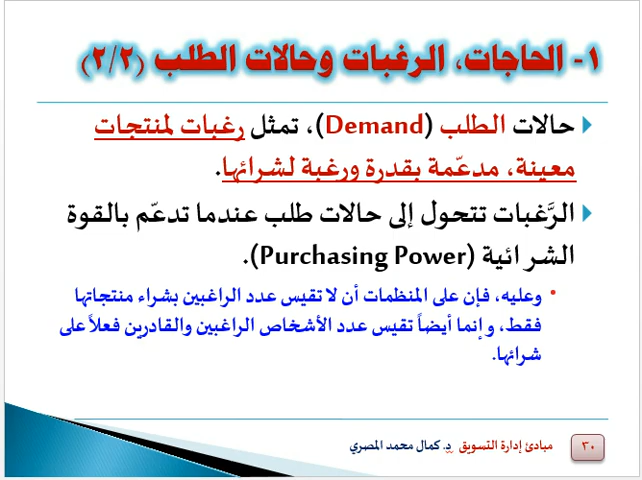 ١- الحاجات، الرغبات وحالات الطلب (٢/٢)
حالات الطلب (Demand)، تمثل رغبات لمنتجات
معينة، مدعّمة بقدرة ورغبة لشرائها.
الرَّغبات تتحول إلى حالات طلب عندما تدعّم بالقوة
الشرائية (Purchasing Power).
وعليه، فإن على المنظمات أن لا تقيس عدد الراغبين بشراء منتجاتها
فقط، وإنما أيضاً تقيس عدد الأشخاص الراغبين والقادرين فعلاً على
شرائها.
مبادئ إدارة التسويق د. كمال محمد المصري
٣٠